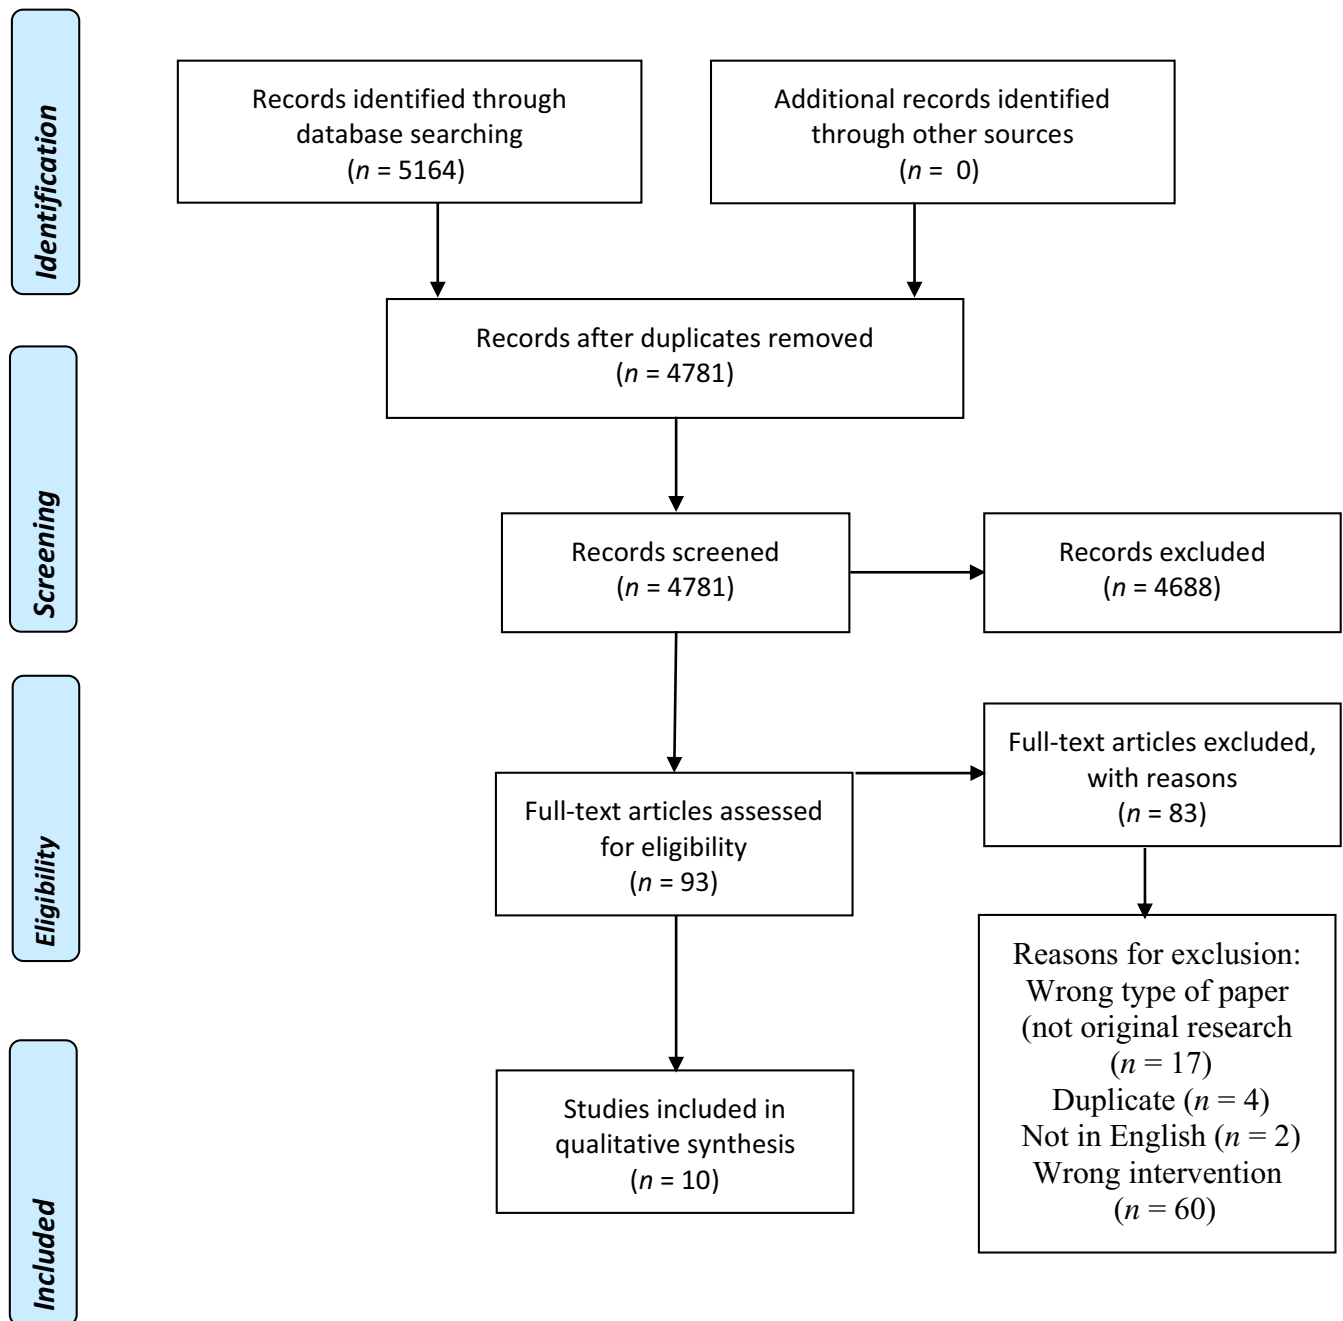 Identification
Records identified through
database searching
(n = 5164)
Additional records identified
through other sources
(n =  0)
Records after duplicates removed
(n = 4781)
Screening
Records screened
(n = 4781)
Records excluded
(n = 4688)
Eligibility
Full-text articles assessed
for eligibility
(n = 93)
Full-text articles excluded,
with reasons
(n = 83)
Reasons for exclusion:
Wrong type of paper
(not original research
(n = 17)
Duplicate (n = 4)
Not in English (n = 2)
Wrong intervention
(n = 60)
Included
Studies included in
qualitative synthesis
(n = 10)